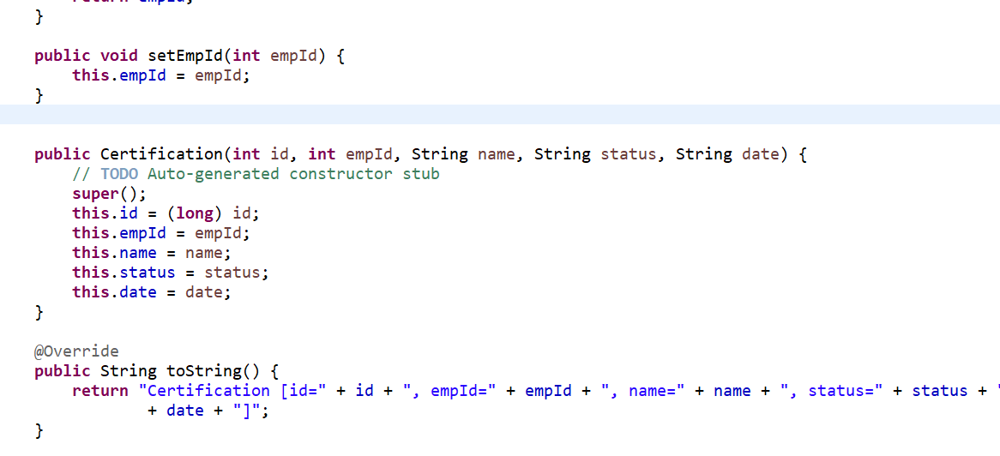 }
public void setEmpId(int empId) {
this.empId = empId;
}
public Certification(int id, int empId, String name, String status, String date) {
// TODO Auto-generated constructor stub
super();
this.id = (long) id;
this.empId = empId;
this.name = name;
this.status = status;
this.date = date;
}
@Override
public String toString() {
return "Certification [id=" + id + ", empId=" + empId + ", name=" + name + ", status=" + status +
+ date + "]";
}